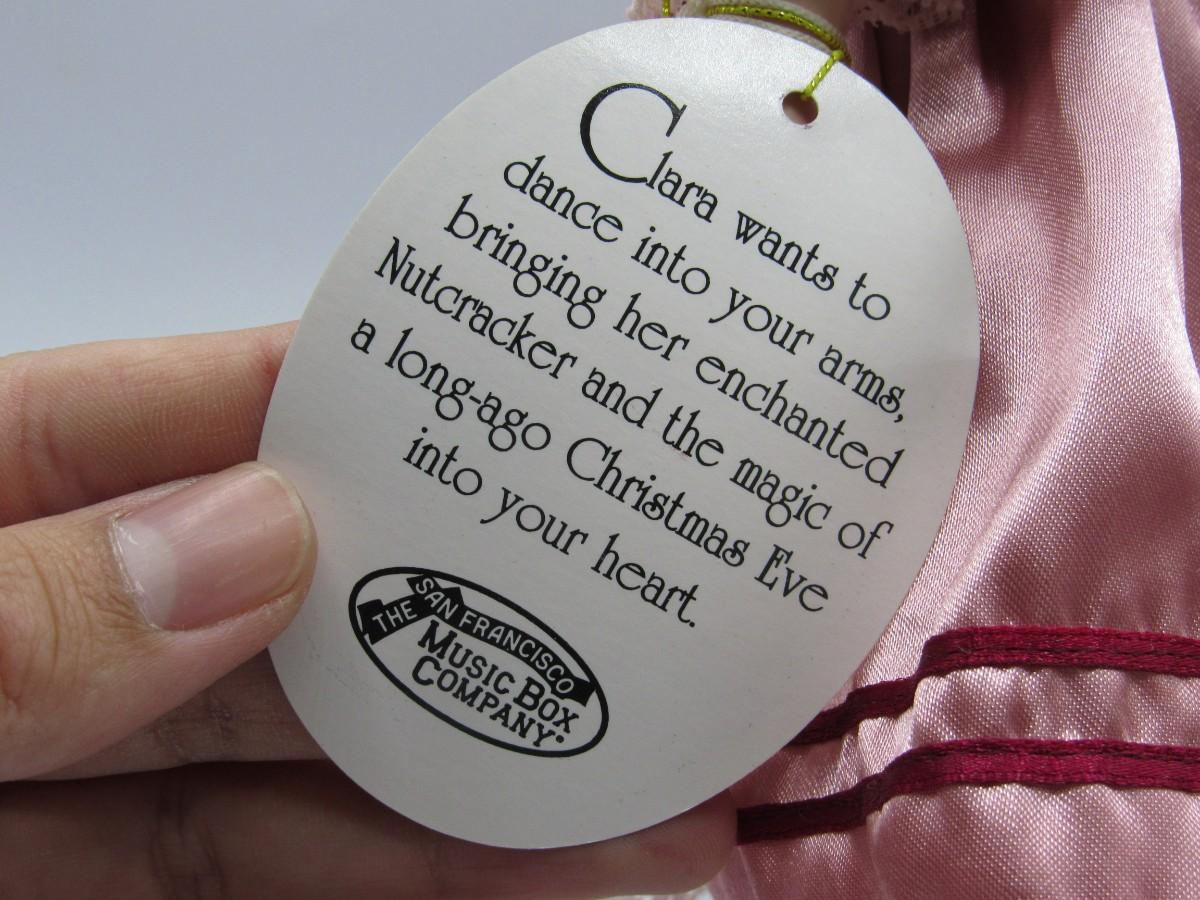 Clara wants to
dance into your arms,
bringing her enchanted
Nutcracker and the magic of
a long-ago Christmas Eve
into your heart.
THE SAN FRANCISCO
MUSIC BOX
COMPANY®